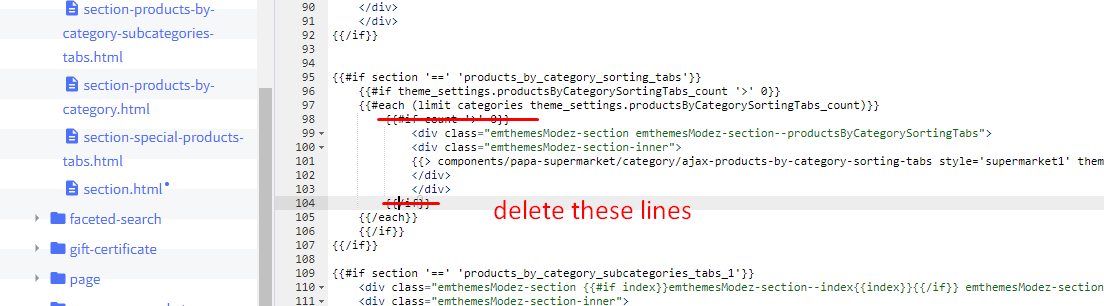 section-products-by-
category-subcategories-
tabs.html
section-products-by-
category.html
section-special-products-
tabs.html
section.html
faceted-search
gift-certificate
page
90 </div>
91 </div>
92 {{/if}}
93
94
95 {{#if section '==' 'products_by_category_sorting_tabs'}}
96 {{#if theme_settings.productsByCategorySortingTabs_count '>' 0}}
97 {{#each (limit categories theme_settings.productsByCategorySortingTabs_count)}}
98 {{#if count '>' 0}}
99 <div class="emthemesModez-section emthemesModez-section--productsByCategorySortingTabs">
100 <div class="emthemesModez-section-inner">
101 {{> components/papa-supermarket/category/ajax-products-by-category-sorting-tabs style='supermarket1' them
102 </div>
103 </div>
104 {{/if}}
105 {{/each}}
106 {{/if}}
107 {{/if}}
108
109 {{#if section '==' 'products_by_category_subcategories_tabs_1'}}
110 <div class="emthemesModez-section {{#if index}}emthemesModez-section--index{{index}}{{/if}} emthemesModez-section
111 <div class="emthemesModez-section-inner">
delete these lines